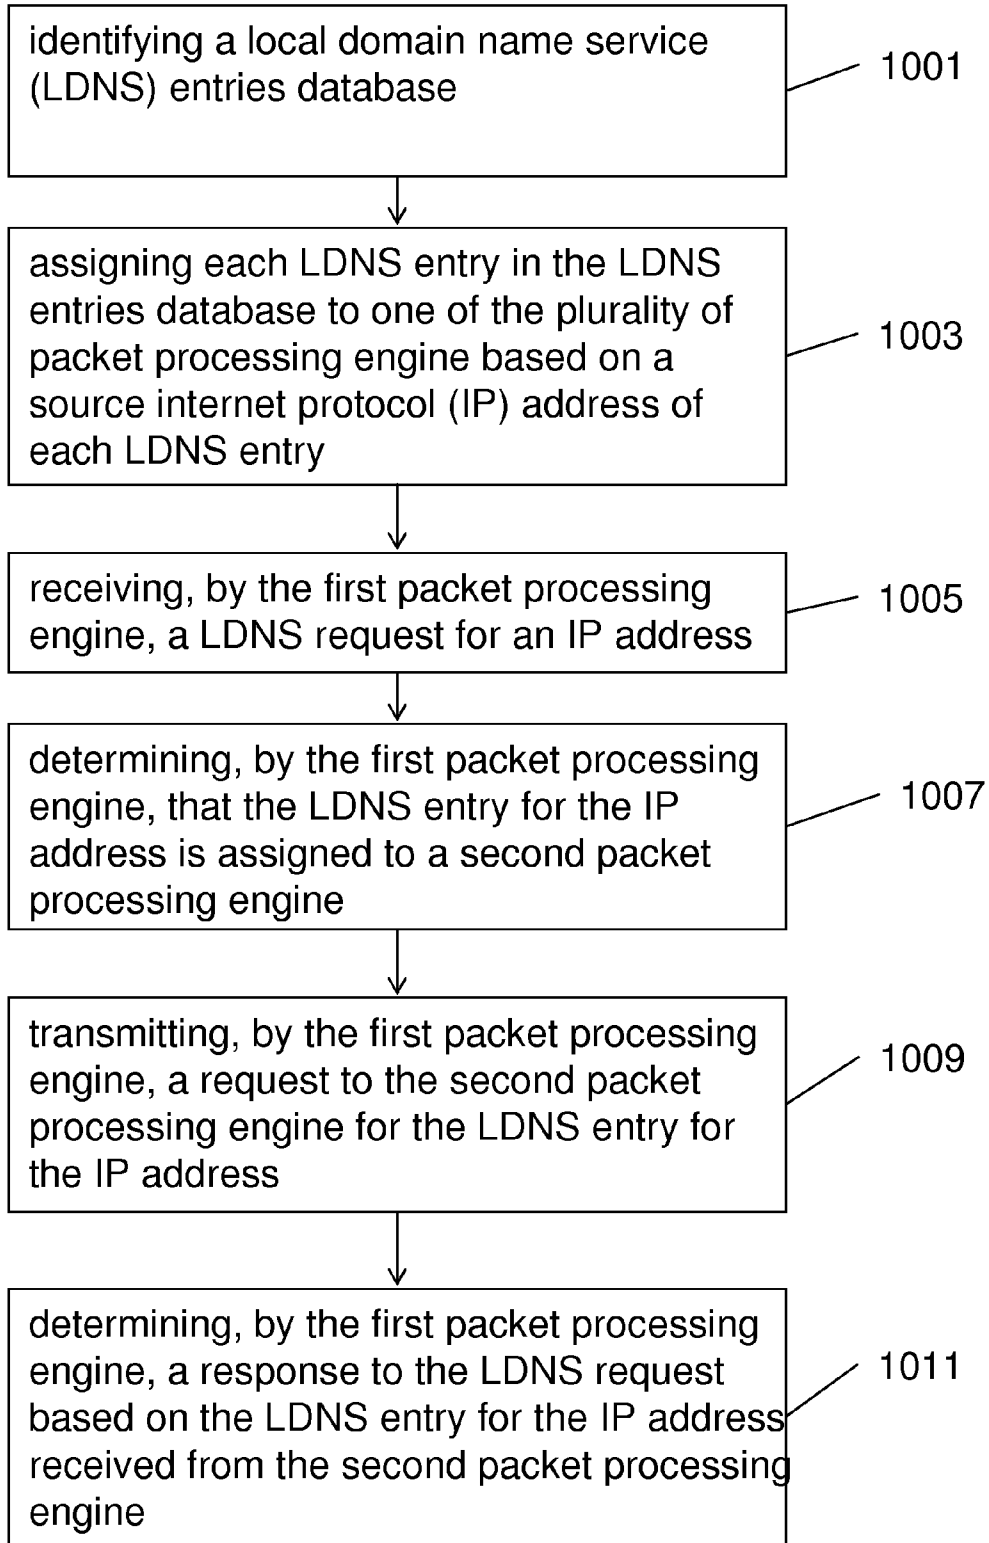 identifying a local domain name service
(LDNS) entries database
1001
assigning each LDNS entry in the LDNS
entries database to one of the plurality of
packet processing engine based on a
source internet protocol (IP) address of
each LDNS entry
1003
receiving, by the first packet processing
engine, a LDNS request for an IP address
1005
determining, by the first packet processing
engine, that the LDNS entry for the IP
address is assigned to a second packet
processing engine
1007
transmitting, by the first packet processing
engine, a request to the second packet
processing engine for the LDNS entry for
the IP address
1009
determining, by the first packet processing
engine, a response to the LDNS request
based on the LDNS entry for the IP address
received from the second packet processing
engine
1011